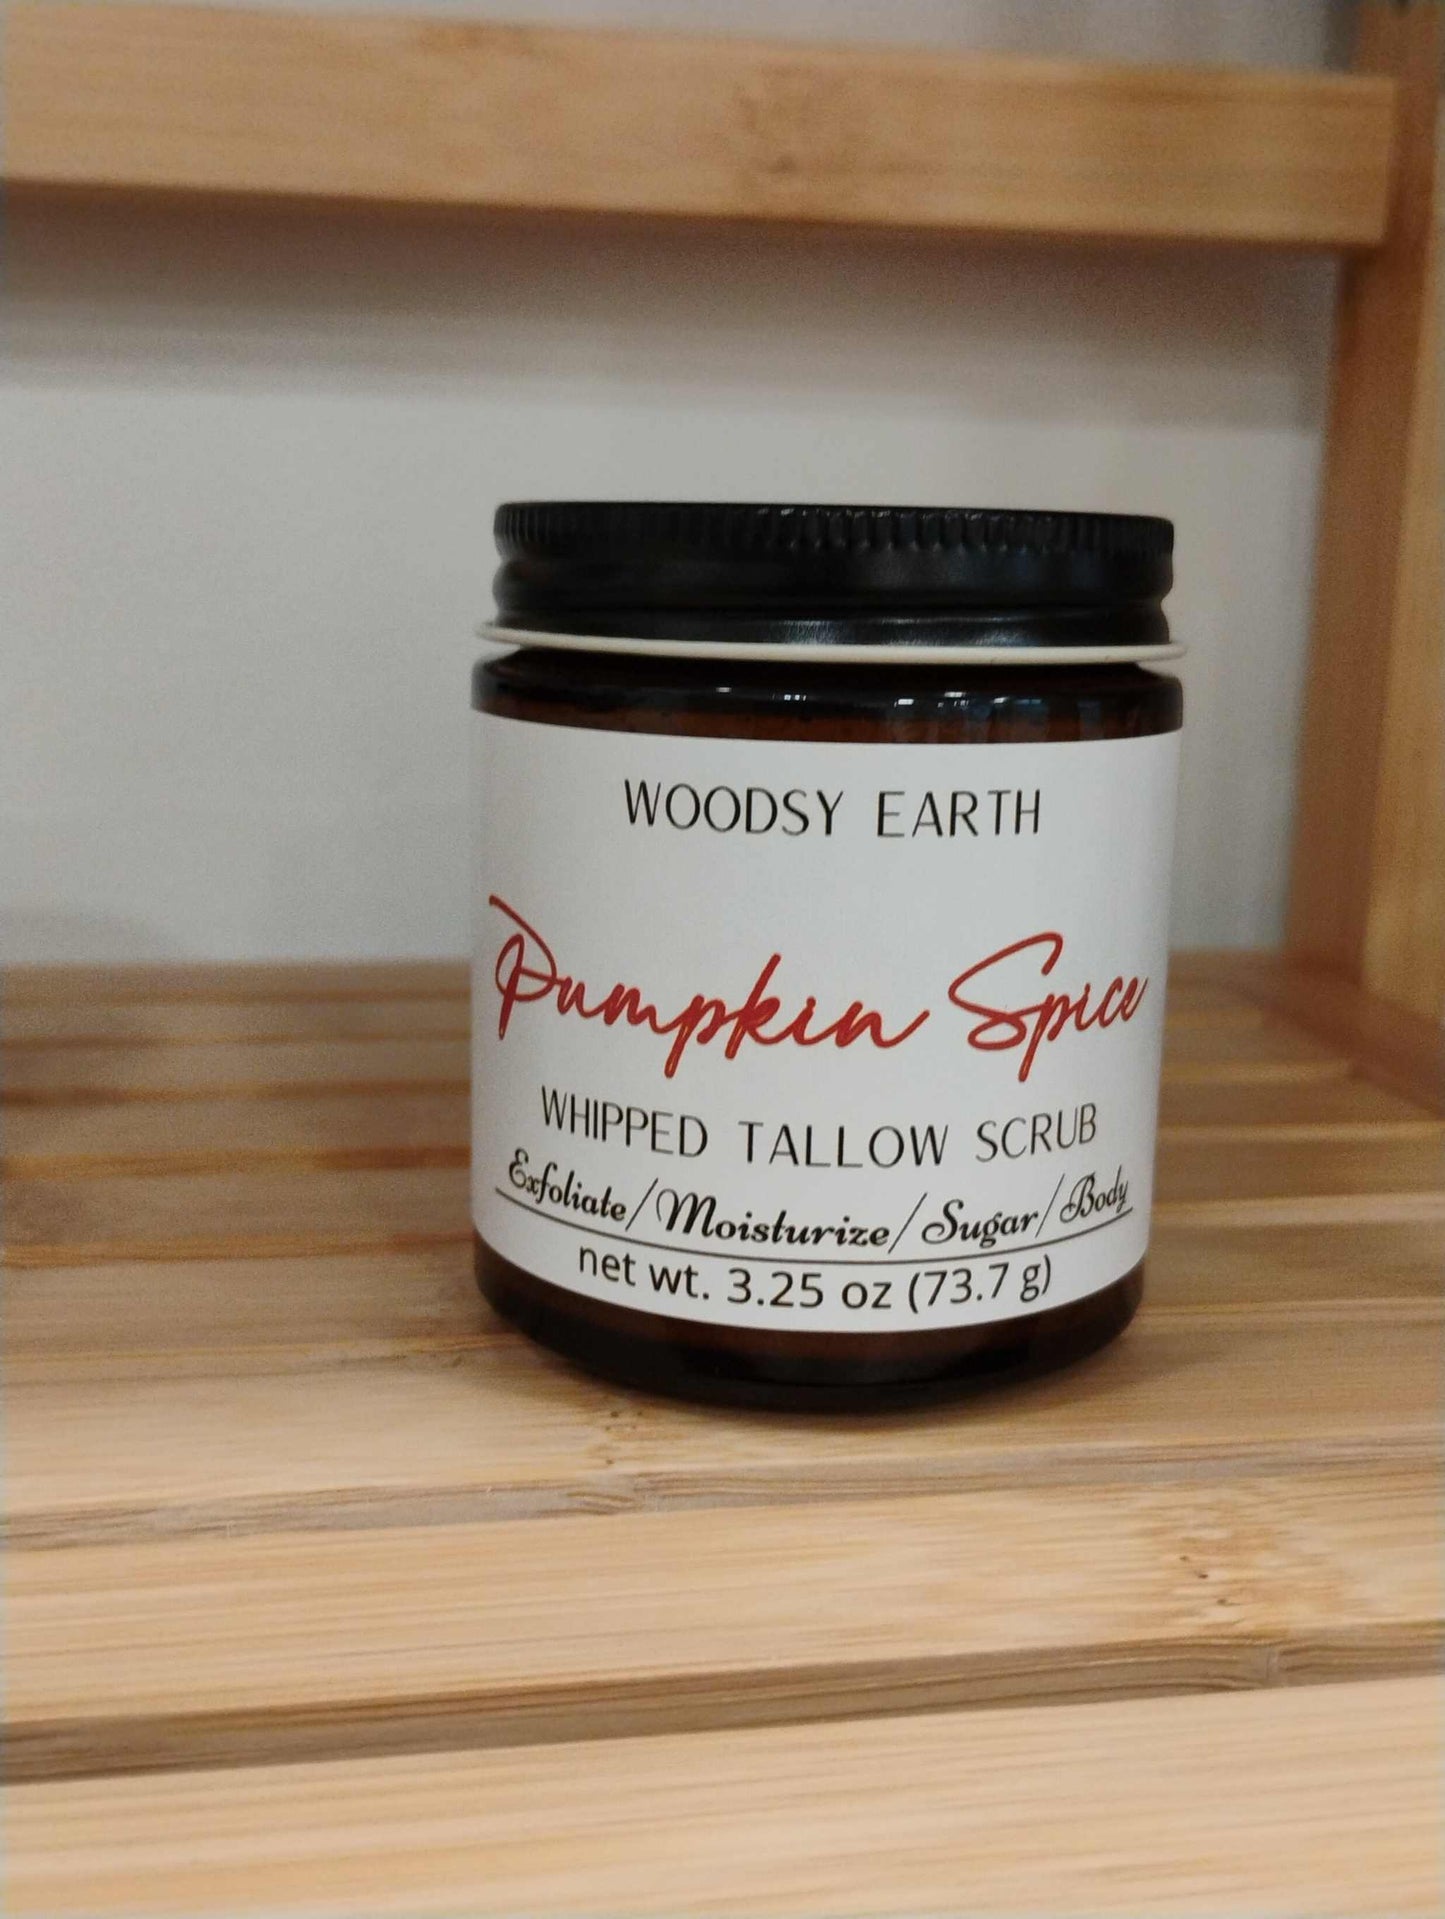 WOODSY EARTH
Pumpkin Spice
WHIPPED TALLOW SCRUB
Exfoliate/Moisturize/Sugar/Body
net wt. 3.25 oz (73.7 g)